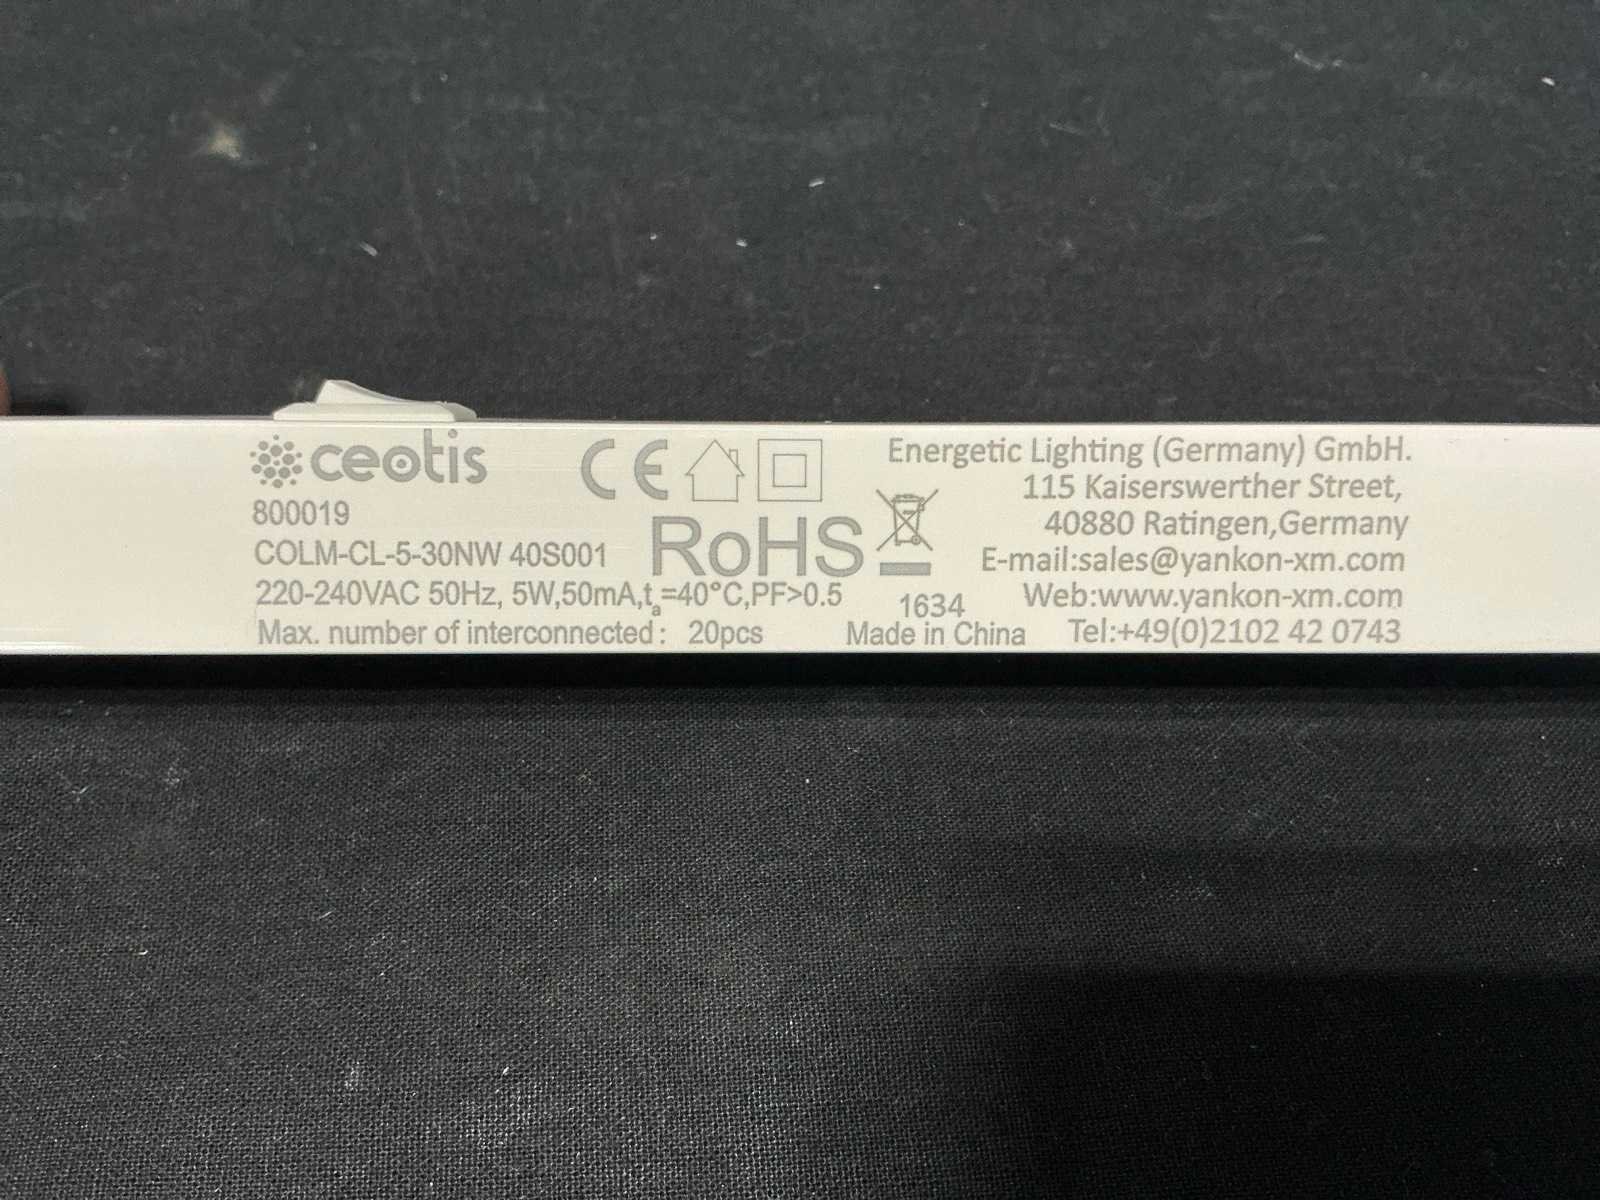 ceotis
800019
COLM-CL-5-30NW 40S001
220-240VAC 50Hz, 5W,50mA,ta=40°C,PF>0.5
Max. number of interconnected : 20pcs
CE
RoHS
1634
Made in China
Energetic Lighting (Germany) GmbH.
115 Kaiserswerther Street,
40880 Ratingen,Germany
E-mail:sales@yankon-xm.com
Web:www.yankon-xm.com
Tel:+49(0)2102 42 0743